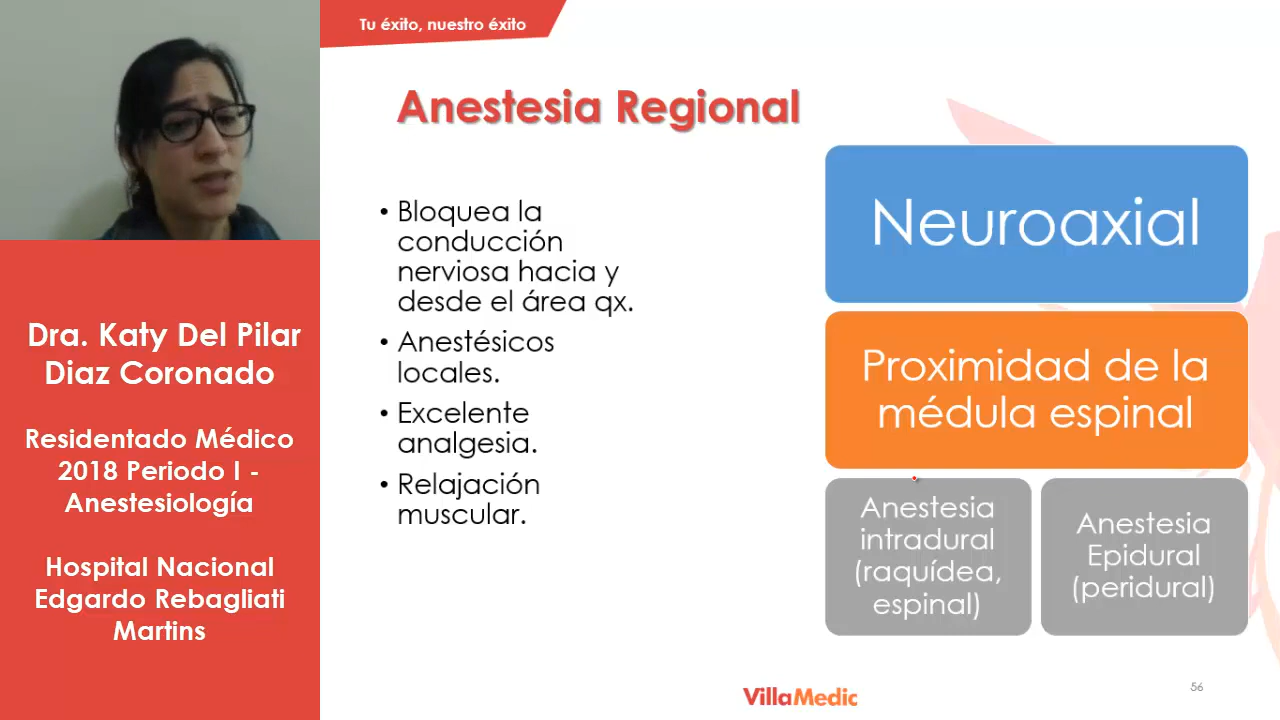 Tu éxito, nuestro éxito
Anestesia Regional
• Bloquea la
conducción
nerviosa hacia y
desde el área qx.
• Anestésicos
locales.
• Excelente
analgesia.
• Relajación
muscular.
Neuroaxial
Proximidad de la
médula espinal
Anestesia
intradural
(raquídea,
espinal)
Anestesia
Epidural
(peridural)
Dra. Katy Del Pilar
Diaz Coronado
Residentado Médico
2018 Periodo I -
Anestesiología
Hospital Nacional
Edgardo Rebagliati
Martins
VillaMedic
56